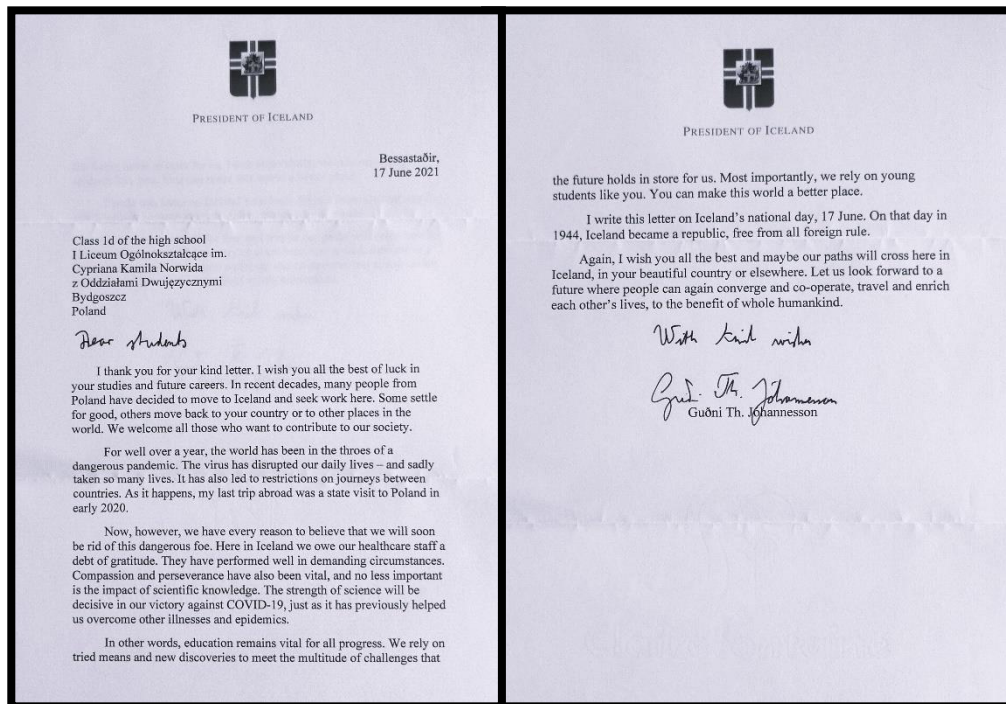 PRESIDENT OF ICELAND
Bessastaðir,
17 June 2021
Class 1d of the high school
I Liceum Ogólnokształcące im.
Cypriana Kamila Norwida
z Oddziałami Dwujęzycznymi
Bydgoszcz
Poland
Dear students
I thank you for your kind letter. I wish you all the best of luck in
your studies and future careers. In recent decades, many people from
Poland have decided to move to Iceland and seek work here. Some settle
for good, others move back to your country or to other places in the
world. We welcome all those who want to contribute to our society.
For well over a year, the world has been in the throes of a
dangerous pandemic. The virus has disrupted our daily lives – and sadly
taken so many lives. It has also led to restrictions on journeys between
countries. As it happens, my last trip abroad was a state visit to Poland in
early 2020.
Now, however, we have every reason to believe that we will soon
be rid of this dangerous foe. Here in Iceland we owe our healthcare staff a
debt of gratitude. They have performed well in demanding circumstances.
Compassion and perseverance have also been vital, and no less important
is the impact of scientific knowledge. The strength of science will be
decisive in our victory against COVID-19, just as it has previously helped
us overcome other illnesses and epidemics.
In other words, education remains vital for all progress. We rely on
tried means and new discoveries to meet the multitude of challenges that
PRESIDENT OF ICELAND
the future holds in store for us. Most importantly, we rely on young
students like you. You can make this world a better place.
I write this letter on Iceland's national day, 17 June. On that day in
1944, Iceland became a republic, free from all foreign rule.
Again, I wish you all the best and maybe our paths will cross here in
Iceland, in your beautiful country or elsewhere. Let us look forward to a
future where people can again converge and co-operate, travel and enrich
each other's lives, to the benefit of whole humankind.
With kind wishes
Guð. Th. Jóhannesson
Guðni Th. Jóhannesson